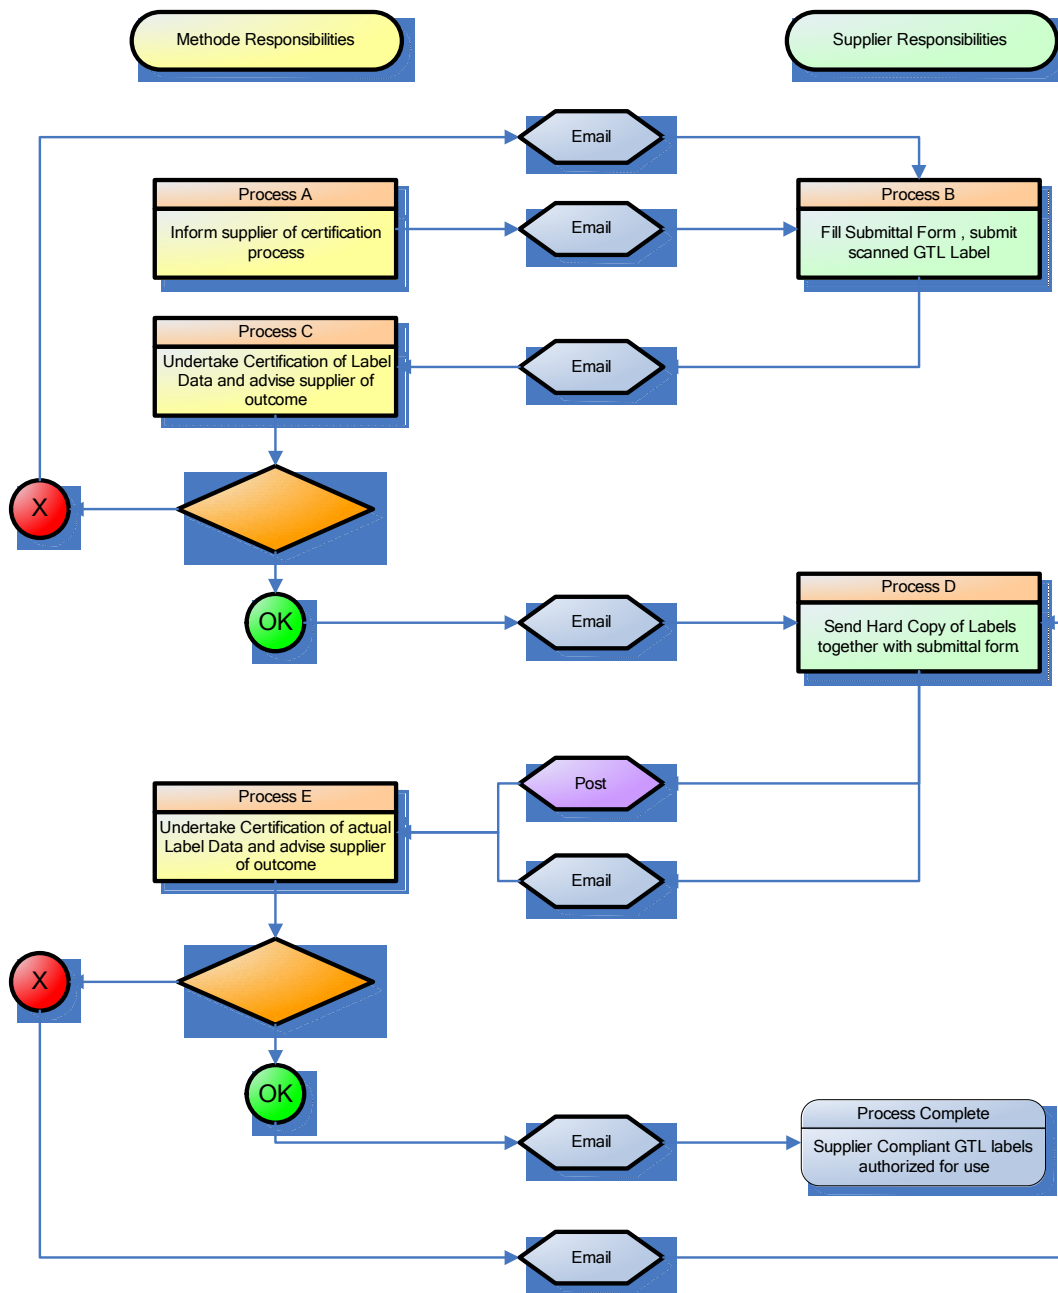 Methode Responsibilities
Supplier Responsibilities
Email
Process A
Inform supplier of certification
process
Email
Process B
Fill Submittal Form , submit
scanned GTL Label
Process C
Undertake Certification of Label
Data and advise supplier of
outcome
Email
X
OK
Email
Process D
Send Hard Copy of Labels
together with submittal form.
Post
Process E
Undertake Certification of actual
Label Data and advise supplier
of outcome
Email
X
OK
Email
Process Complete
Supplier Compliant GTL labels
authorized for use
Email